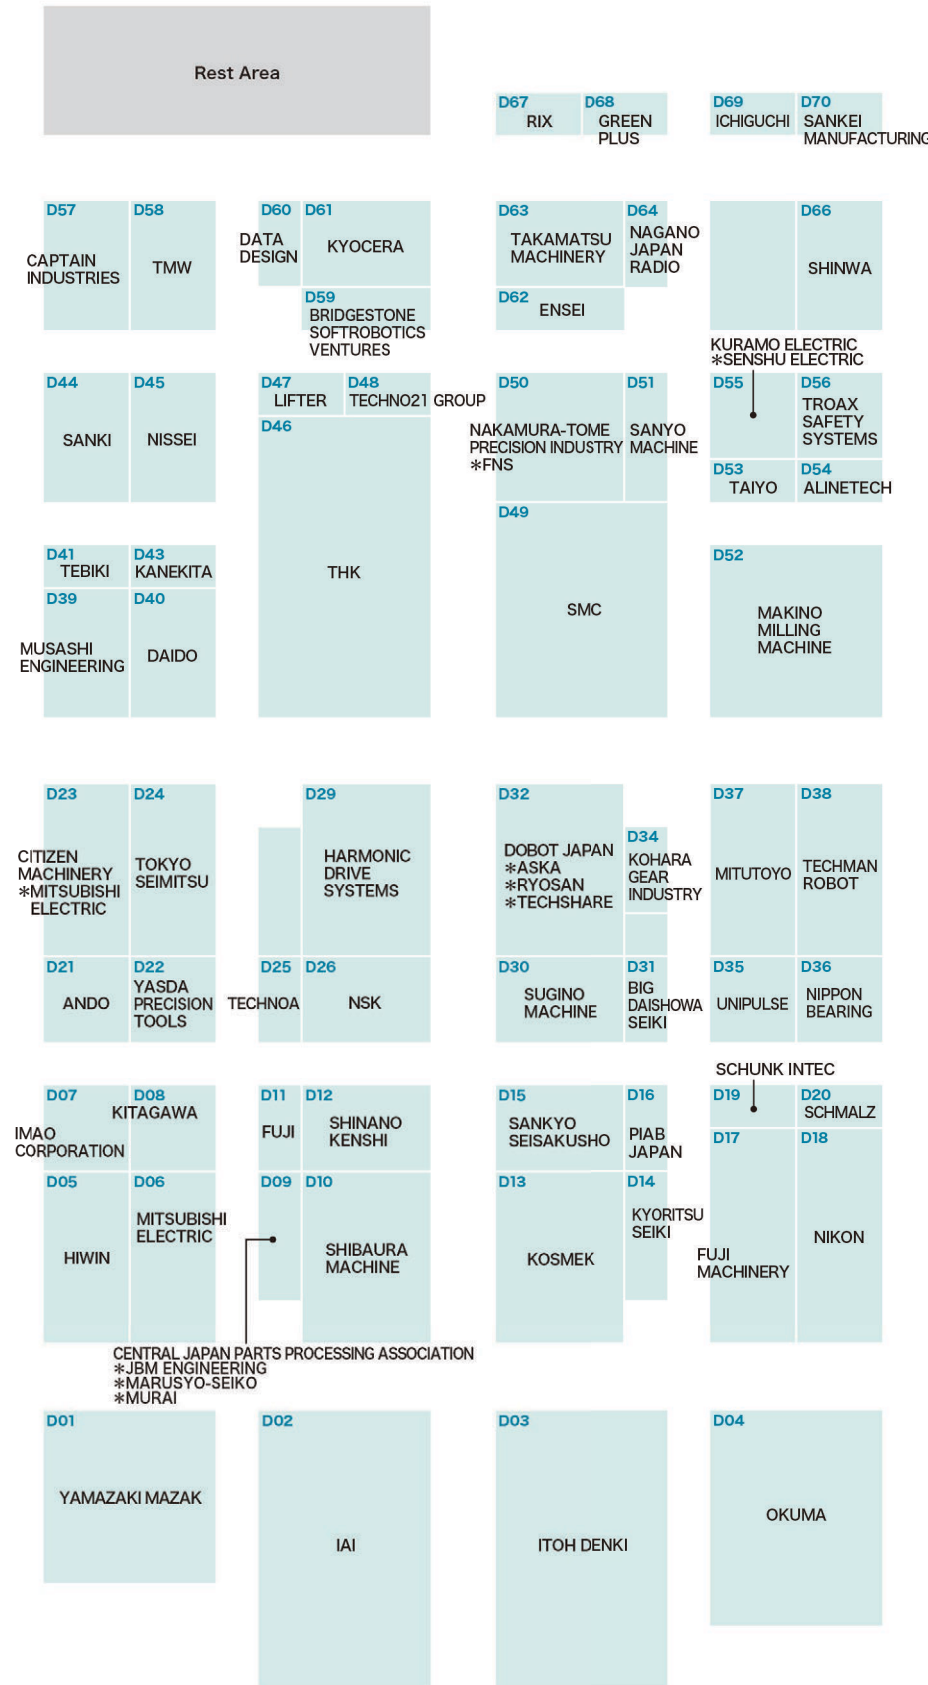 Rest Area
D67
RIX
D68
GREEN
PLUS
D69
ICHIGUCHI
D70
SANKEI
MANUFACTURING
D57
CAPTAIN
INDUSTRIES
D58
TMW
D60
DATA
DESIGN
D61
KYOCERA
D59
BRIDGESTONE
SOFTROBOTICS
VENTURES
D63
TAKAMATSU
MACHINERY
D64
NAGANO
JAPAN
RADIO
D62
ENSEI
D66
SHINWA
KURAMO ELECTRIC
*SENSHU ELECTRIC
D44
SANKI
D45
NISSEI
D47
LIFTER
D48
TECHNO21 GROUP
D46
THK
D50
NAKAMURA-TOME
PRECISION INDUSTRY
*FNS
D51
SANYO
MACHINE
D49
SMC
D55
D56
TROAX
SAFETY
SYSTEMS
D53
TAIYO
D54
ALINETECH
D41
TEBIKI
D43
KANEKITA
D39
MUSASHI
ENGINEERING
D40
DAIDO
D52
MAKINO
MILLING
MACHINE
D23
CITIZEN
MACHINERY
*MITSUBISHI
ELECTRIC
D24
TOKYO
SEIMITSU
D29
HARMONIC
DRIVE
SYSTEMS
D32
DOBOT JAPAN
*ASKA
*RYOSAN
*TECHSHARE
D34
KOHARA
GEAR
INDUSTRY
D37
MITUTOYO
D38
TECHMAN
ROBOT
D21
ANDO
D22
YASDA
PRECISION
TOOLS
D25
TECHNOA
D26
NSK
D30
SUGINO
MACHINE
D31
BIG
DAISHOWA
SEIKI
D35
UNIPULSE
D36
NIPPON
BEARING
SCHUNK INTEC
D07
IMAO
CORPORATION
D08
KITAGAWA
D11
FUJI
D12
SHINANO
KENSHI
D15
SANKYO
SEISAKUSHO
D16
PIAB
JAPAN
D19
D20
SCHMALZ
D05
HIWIN
D06
MITSUBISHI
ELECTRIC
D09
D10
SHIBAURA
MACHINE
D13
KOSMEK
D14
KYORITSU
SEIKI
D17
FUJI
MACHINERY
D18
NIKON
CENTRAL JAPAN PARTS PROCESSING ASSOCIATION
*JBM ENGINEERING
*MARUSYO-SEIKO
*MURAI
D01
YAMAZAKI MAZAK
D02
IAI
D03
ITOH DENKI
D04
OKUMA